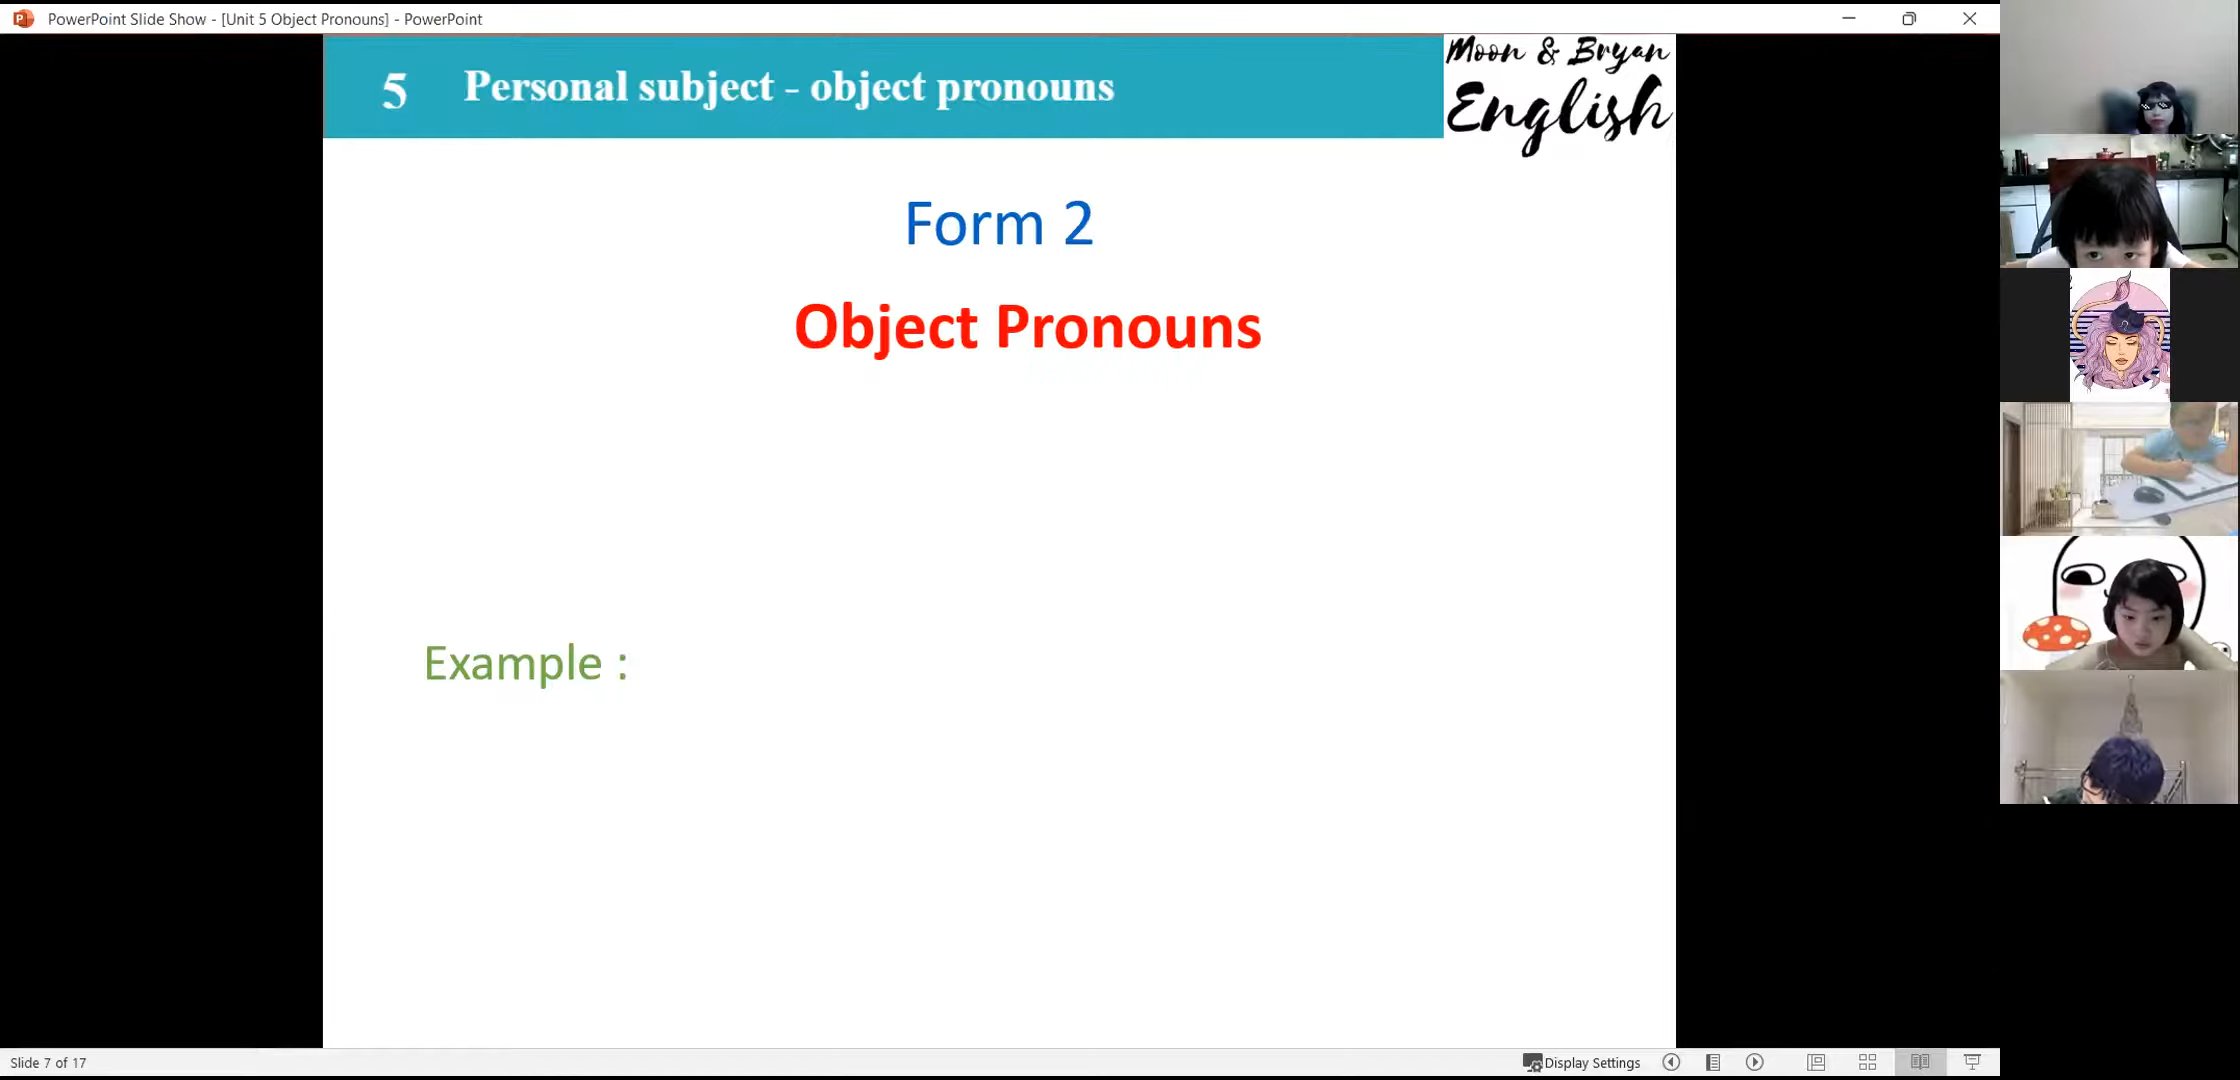 PowerPoint Slide Show - [Unit 5 Object Pronouns] - PowerPoint
5 Personal subject - object pronouns
Moon & Bryan
English
Form 2
Object Pronouns
Example :
Slide 7 of 17
Display Settings